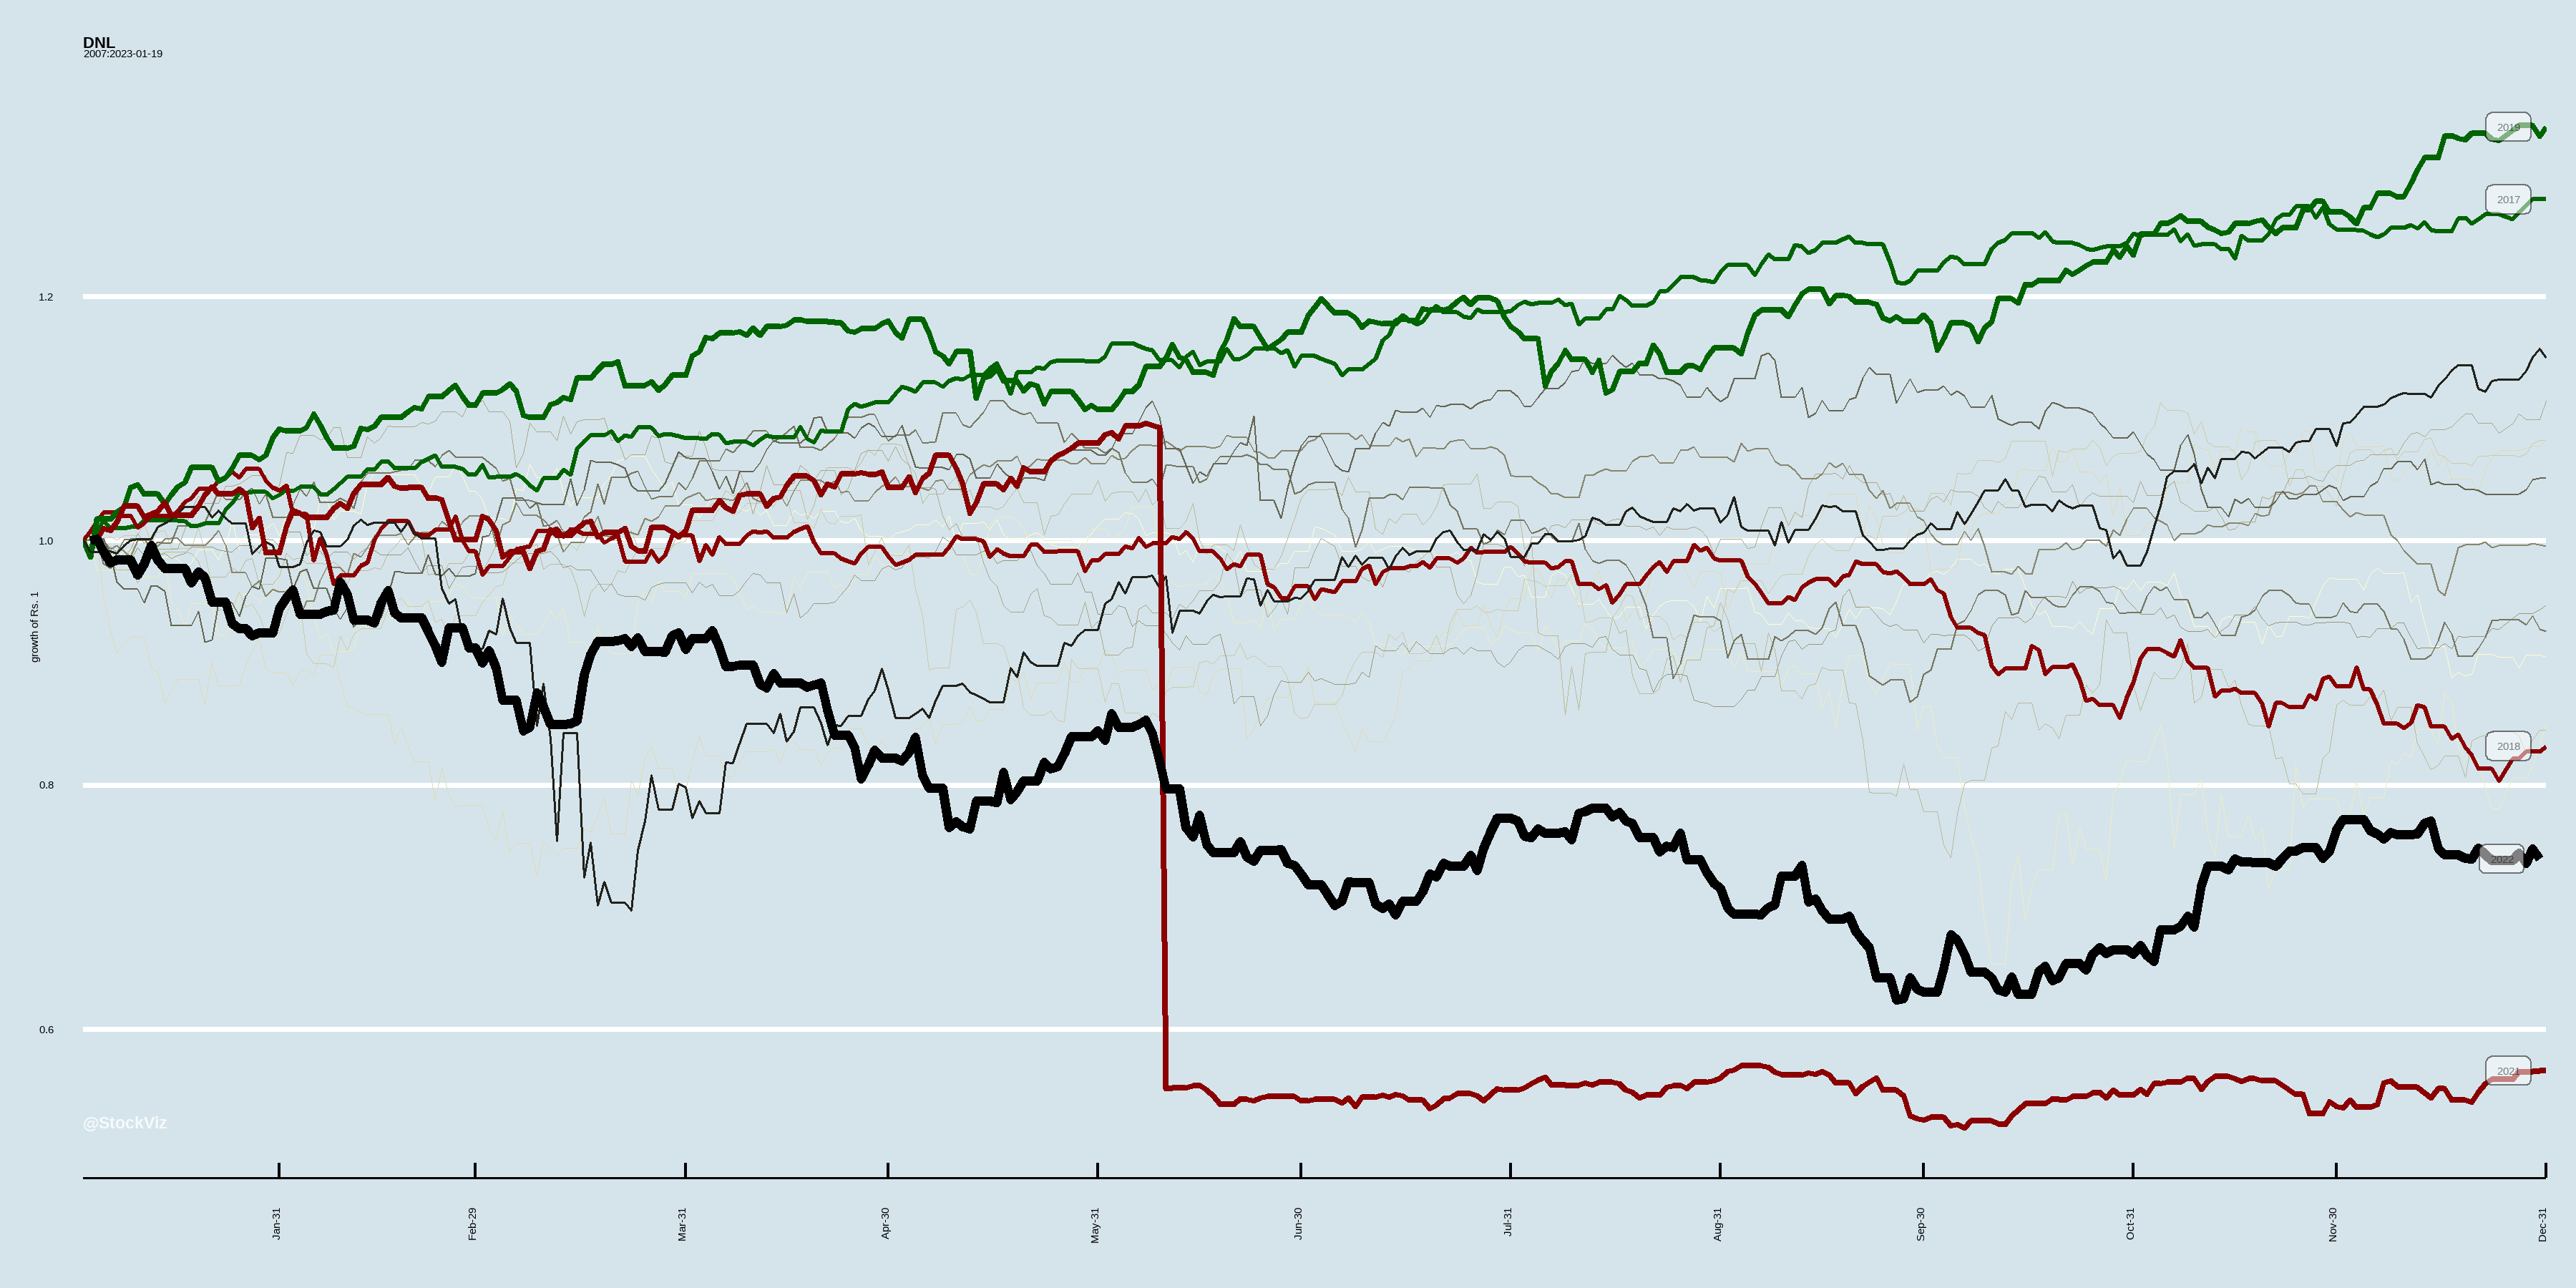 DNL
2007:2023-01-19
2019
2017
1.2
1.0
growth of Rs. 1
2018
0.8
2022
0.6
2021
@StockViz
Jan-31
Feb-29
Mar-31
Apr-30
May-31
Jun-30
Jul-31
Aug-31
Sep-30
Oct-31
Nov-30
Dec-31